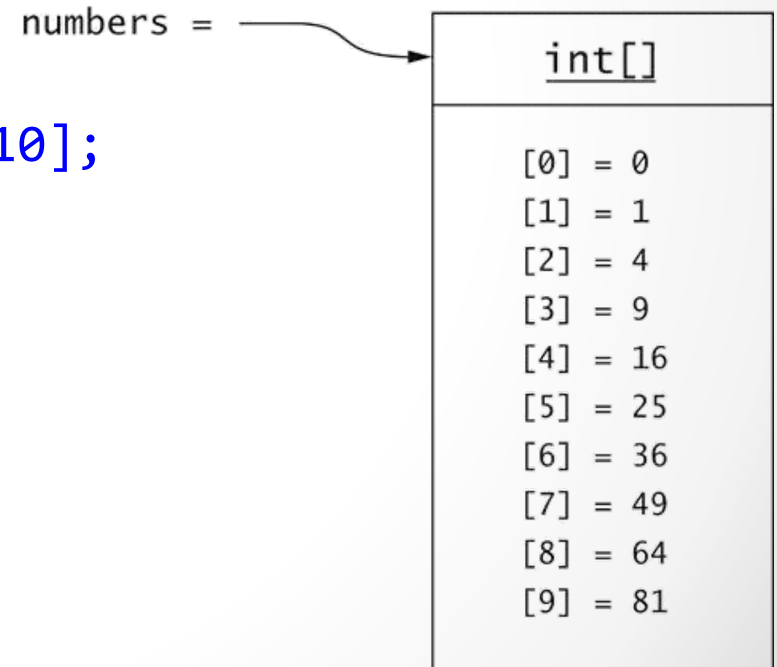 numbers =
int[]
10];
[0] = 0
[1] = 1
[2] = 4
[3] = 9
[4] = 16
[5] = 25
[6] = 36
[7] = 49
[8] = 64
[9] = 81